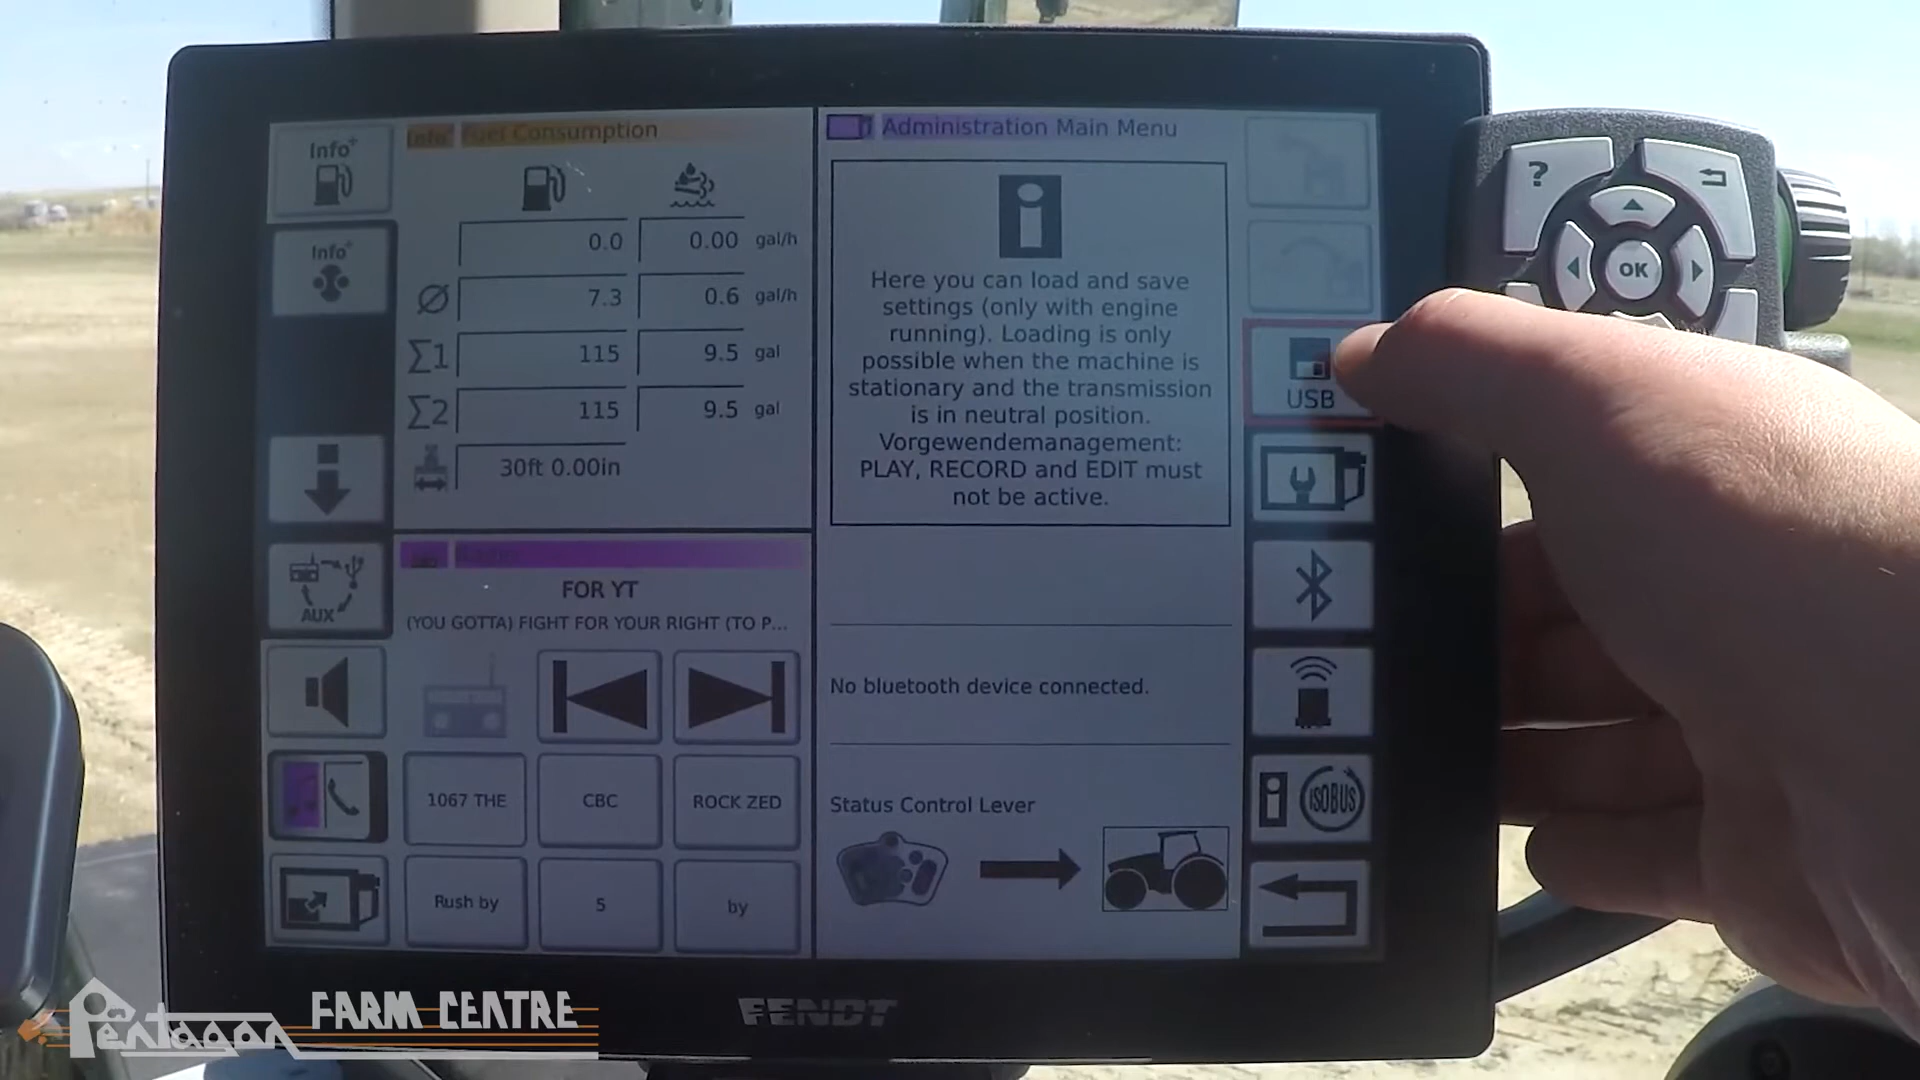 Info+
Info+
AUX
Info+ Fuel Consumption
0.0
0.00 gal/h
Ø
7.3
0.6 gal/h
Σ1
115
9.5 gal
Σ2
115
9.5 gal
30ft 0.00in
FOR YT
(YOU GOTTA) FIGHT FOR YOUR RIGHT (TO P...
1067 THE
CBC
ROCK ZED
Rush by
5
by
Administration Main Menu
Here you can load and save
settings (only with engine
running). Loading is only
possible when the machine is
stationary and the transmission
is in neutral position.
Vorgewendemanagement:
PLAY, RECORD and EDIT must
not be active.
No bluetooth device connected.
Status Control Lever
USB
ISOBUS
?
OK
FENDT
Pentagon FARM CENTRE